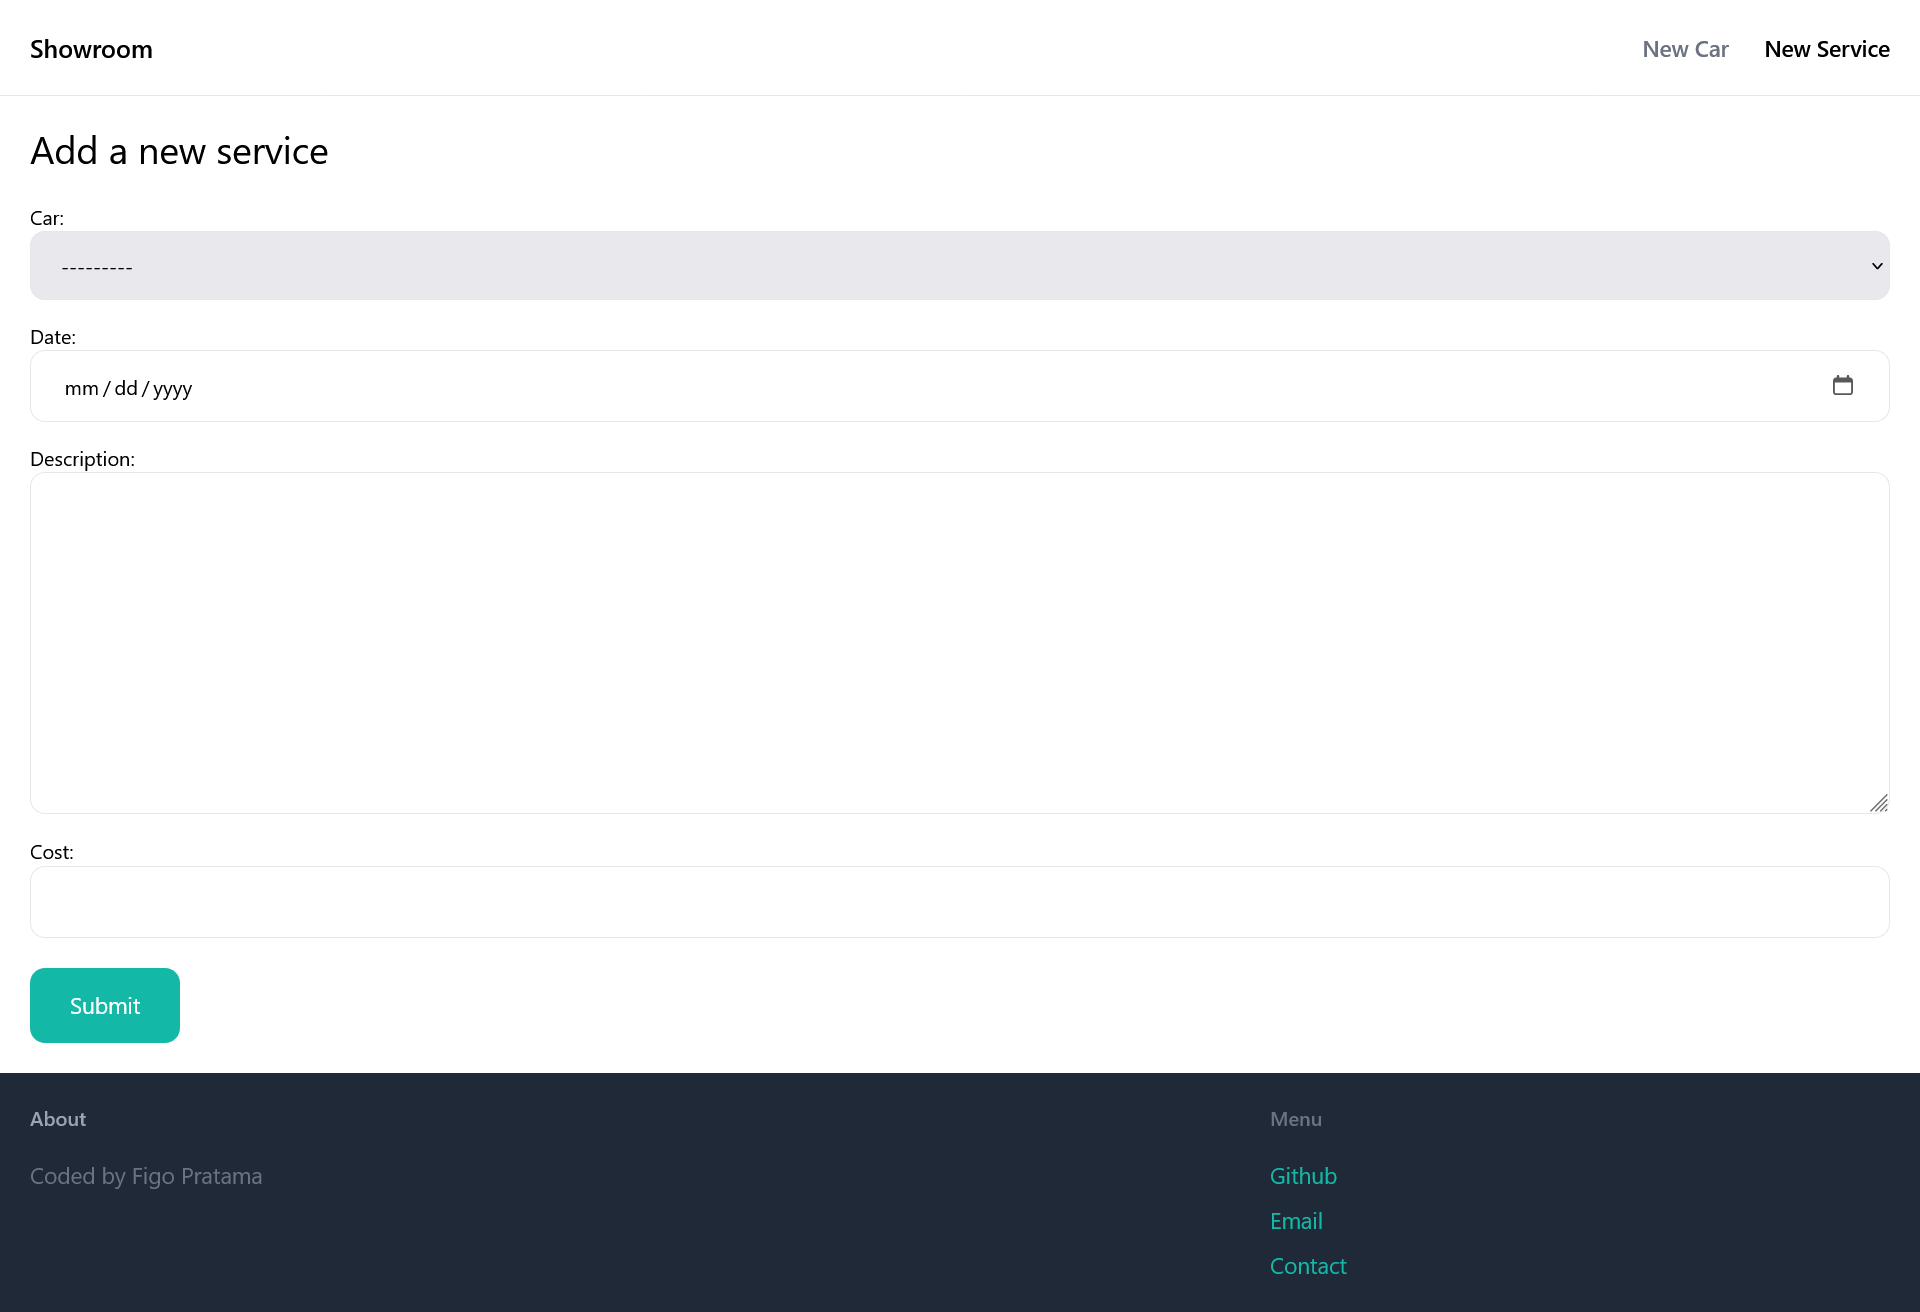 Showroom
New Car
New Service
Add a new service
Car:
---------
Date:
mm/dd/yyyy
Description:
Cost:
Submit
About
Coded by Figo Pratama
Menu
Github
Email
Contact